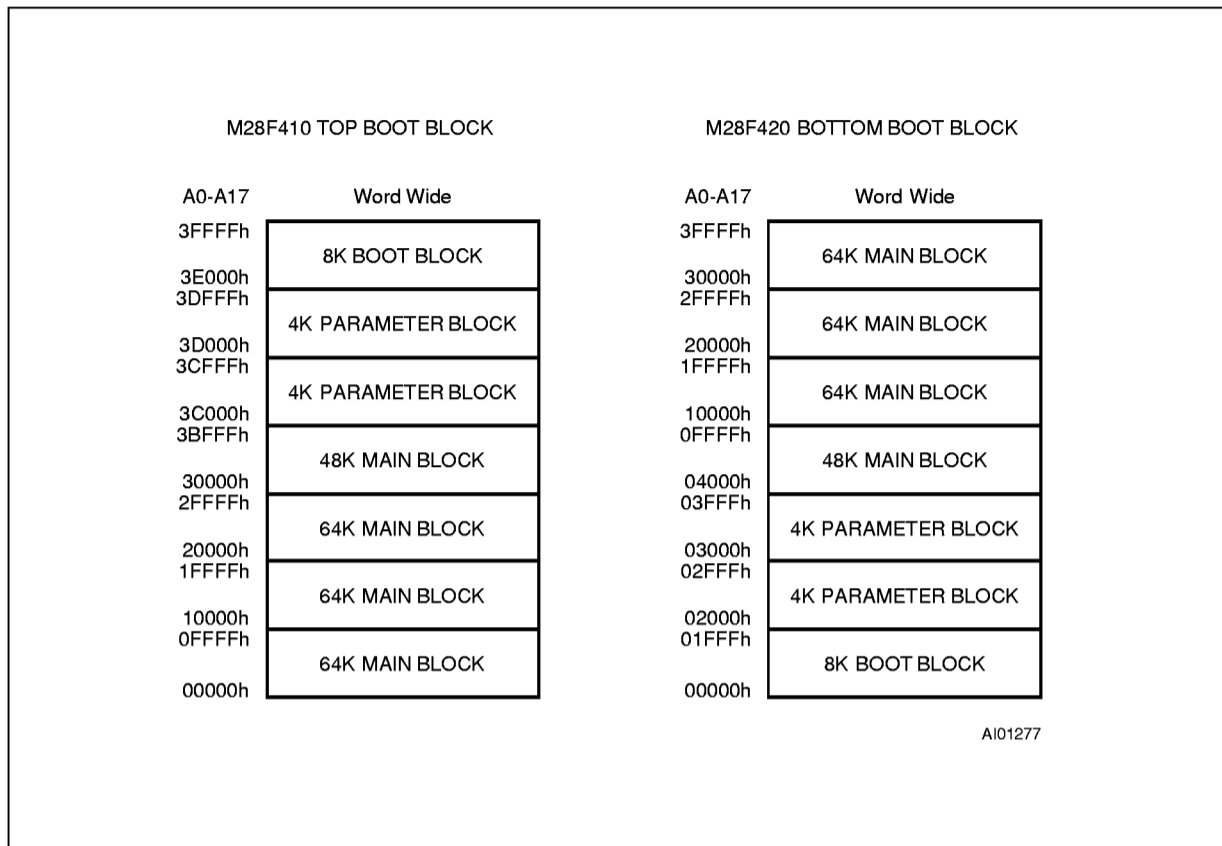 M28F410 TOP BOOT BLOCK
A0-A17 Word Wide
3FFFFh
8K BOOT BLOCK
3E000h
3DFFFh
4K PARAMETER BLOCK
3D000h
3CFFFh
4K PARAMETER BLOCK
3C000h
3BFFFh
48K MAIN BLOCK
30000h
2FFFFh
64K MAIN BLOCK
20000h
1FFFFh
64K MAIN BLOCK
10000h
0FFFFh
64K MAIN BLOCK
00000h
M28F420 BOTTOM BOOT BLOCK
A0-A17 Word Wide
3FFFFh
64K MAIN BLOCK
30000h
2FFFFh
64K MAIN BLOCK
20000h
1FFFFh
64K MAIN BLOCK
10000h
0FFFFh
48K MAIN BLOCK
04000h
03FFFh
4K PARAMETER BLOCK
03000h
02FFFh
4K PARAMETER BLOCK
02000h
01FFFh
8K BOOT BLOCK
00000h
AI01277